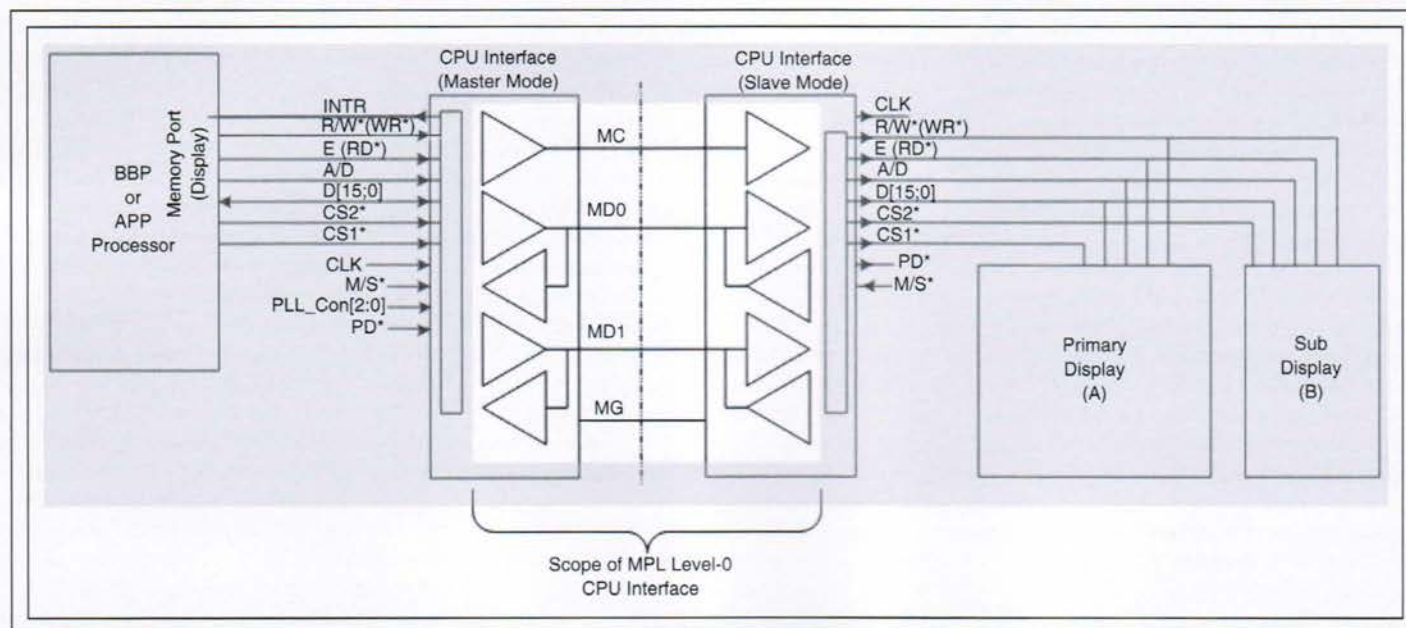 BBP
or
APP
Processor
Memory Port
(Display)
CPU Interface
(Master Mode)
INTR
R/W*(WR*)
E (RD*)
A/D
D[15;0]
CS2*
CS1*
CLK
M/S*
PLL_Con[2:0]
PD*
MC
MD0
MD1
MG
CPU Interface
(Slave Mode)
CLK
R/W*(WR*)
E (RD*)
A/D
D[15;0]
CS2*
CS1*
PD*
M/S*
Primary
Display
(A)
Sub
Display
(B)
Scope of MPL Level-0
CPU Interface